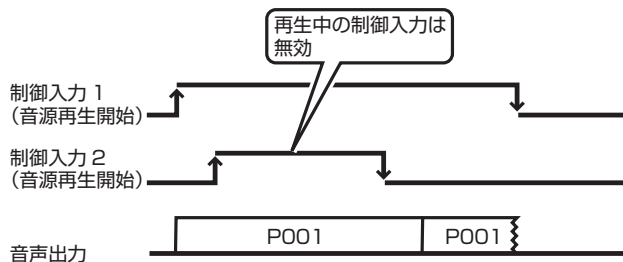 再生中の制御入力は
無効
制御入力 1
（音源再生開始）
制御入力 2
（音源再生開始）
P001 P001
音声出力